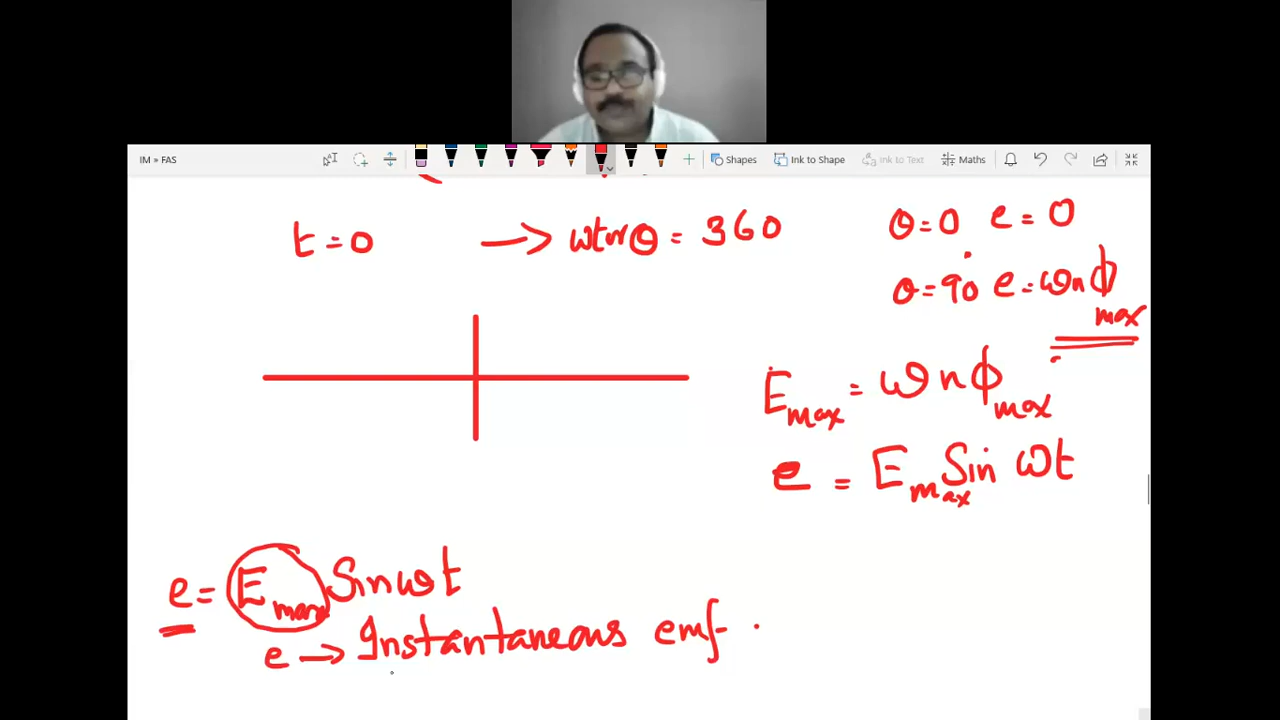 IM » FAS
Shapes Ink to Shape Ink to Text Maths
t = 0 → ωt or θ = 360
θ = 0 e = 0
θ = 90 e = ωnϕmax
Emax = ωnϕmax
e = Emax Sin ωt
e = Emax Sin ωt
e → Instantaneous emf .